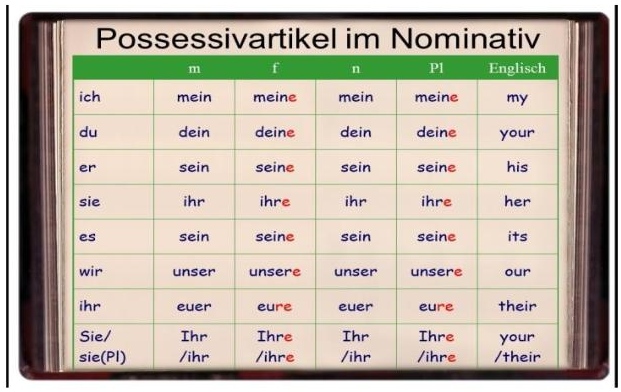 Possessivartikel im Nominativ
m f n Pl Englisch
ich mein meine mein meine my
du dein deine dein deine your
er sein seine sein seine his
sie ihr ihre ihr ihre her
es sein seine sein seine its
wir unser unsere unser unsere our
ihr euer eure euer eure their
Sie/ Ihr Ihre Ihr Ihre your
sie(Pl) /ihr /ihre /ihr /ihre /their